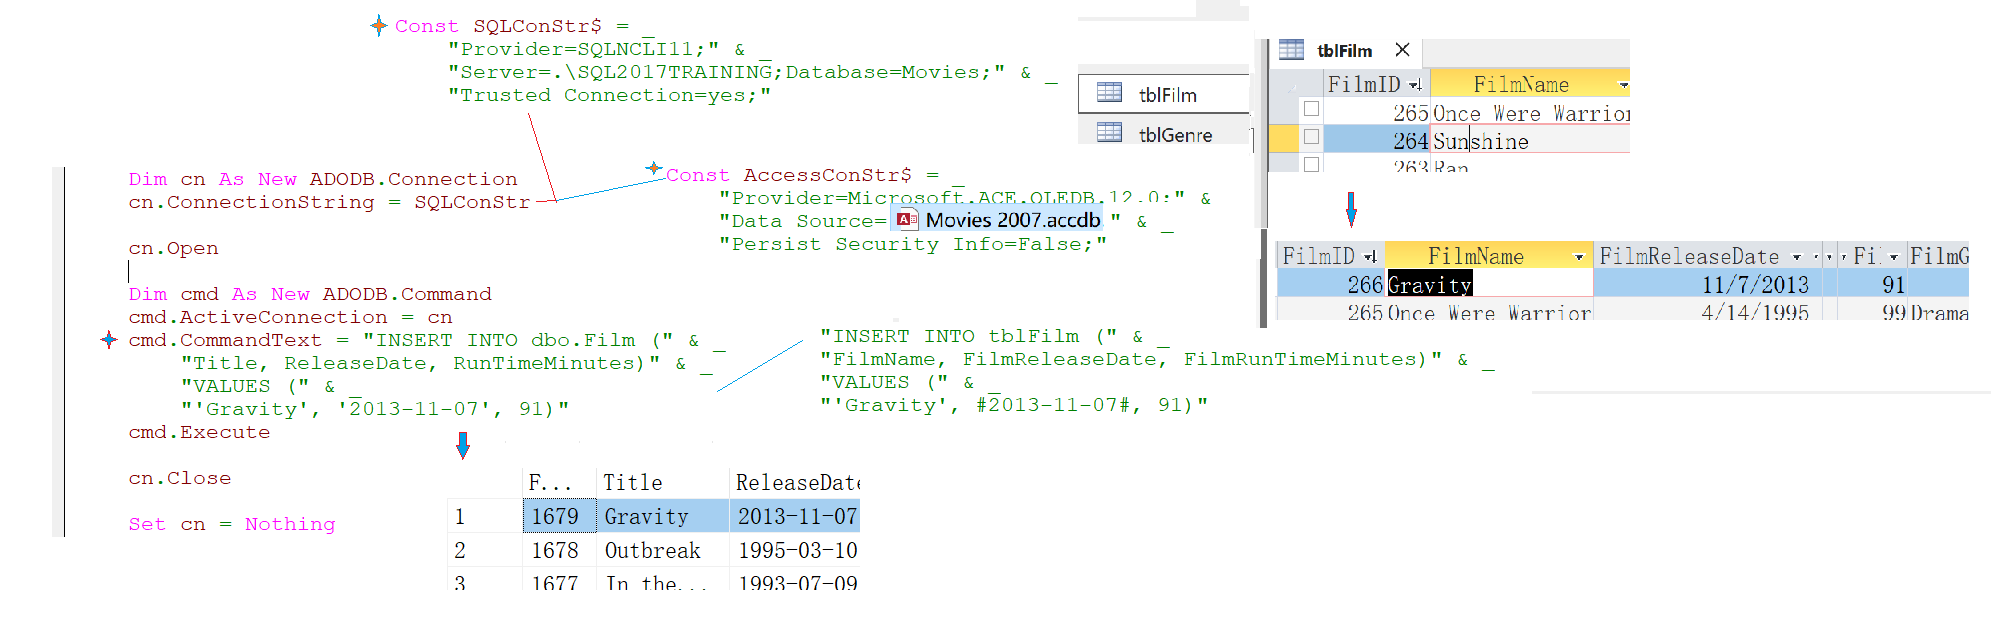 Const SQLConStr$ = _
"Provider=SQLNCLI11;" & _
"Server=.\SQL2017TRAINING;Database=Movies;" & _
"Trusted Connection=yes;"
Dim cn As New ADODB.Connection
cn.ConnectionString = SQLConStr
cn.Open
Dim cmd As New ADODB.Command
cmd.ActiveConnection = cn
cmd.CommandText = "INSERT INTO dbo.Film (" & _
"Title, ReleaseDate, RunTimeMinutes)" & _
"VALUES (" & _
"'Gravity', '2013-11-07', 91)"
cmd.Execute
cn.Close
Set cn = Nothing
Const AccessConStr$ = _
"Provider=Microsoft.ACE.OLEDB.12.0;" &
"Data Source= Movies 2007.accdb " & _
"Persist Security Info=False;"
"INSERT INTO tblFilm (" & _
"FilmName, FilmReleaseDate, FilmRunTimeMinutes)" & _
"VALUES (" & _
"'Gravity', #2013-11-07#, 91)"
F... Title ReleaseDate
1 1679 Gravity 2013-11-07
2 1678 Outbreak 1995-03-10
3 1677 In the... 1993-07-09
tblFilm
tblGenre
tblFilm
FilmID FilmName
265 Once Were Warrior
264 Sunshine
263 Ran
FilmID FilmName FilmReleaseDate Fi FilmG
266 Gravity 11/7/2013 91
265 Once Were Warrior 4/14/1995 99 Drama